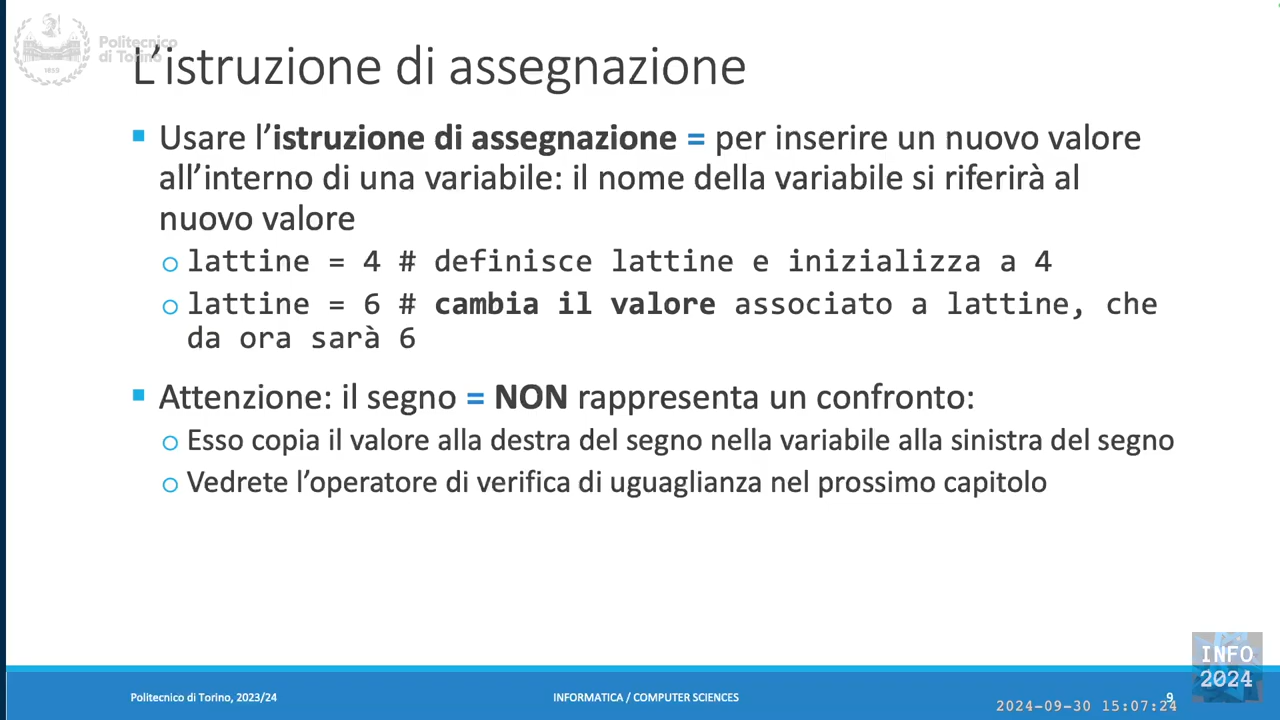 Politecnico
di Torino
1859
L’istruzione di assegnazione
▪ Usare l’istruzione di assegnazione = per inserire un nuovo valore
all’interno di una variabile: il nome della variabile si riferirà al
nuovo valore
o lattine = 4 # definisce lattine e inizializza a 4
o lattine = 6 # cambia il valore associato a lattine, che
da ora sarà 6
▪ Attenzione: il segno = NON rappresenta un confronto:
o Esso copia il valore alla destra del segno nella variabile alla sinistra del segno
o Vedrete l’operatore di verifica di uguaglianza nel prossimo capitolo
Politecnico di Torino, 2023/24
INFORMATICA / COMPUTER SCIENCES
9
INFO
2024
2024-09-30 15:07:24